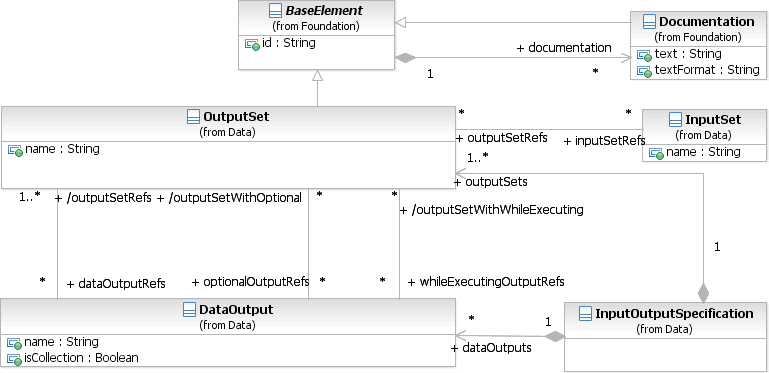 BaseElement
(from Foundation)
id : String
Documentation
(from Foundation)
text : String
textFormat : String
+ documentation
1
*
OutputSet
(from Data)
name : String
*
*
+ outputSetRefs
+ inputSetRefs
InputSet
(from Data)
name : String
1..*
+ outputSets
1..*
+ /outputSetRefs
+ /outputSetWithOptional
*
*
+ /outputSetWithWhileExecuting
1
*
+ dataOutputRefs
optionalOutputRefs
*
*
+ whileExecutingOutputRefs
DataOutput
(from Data)
name : String
isCollection : Boolean
*
1
+ dataOutputs
InputOutputSpecification
(from Data)